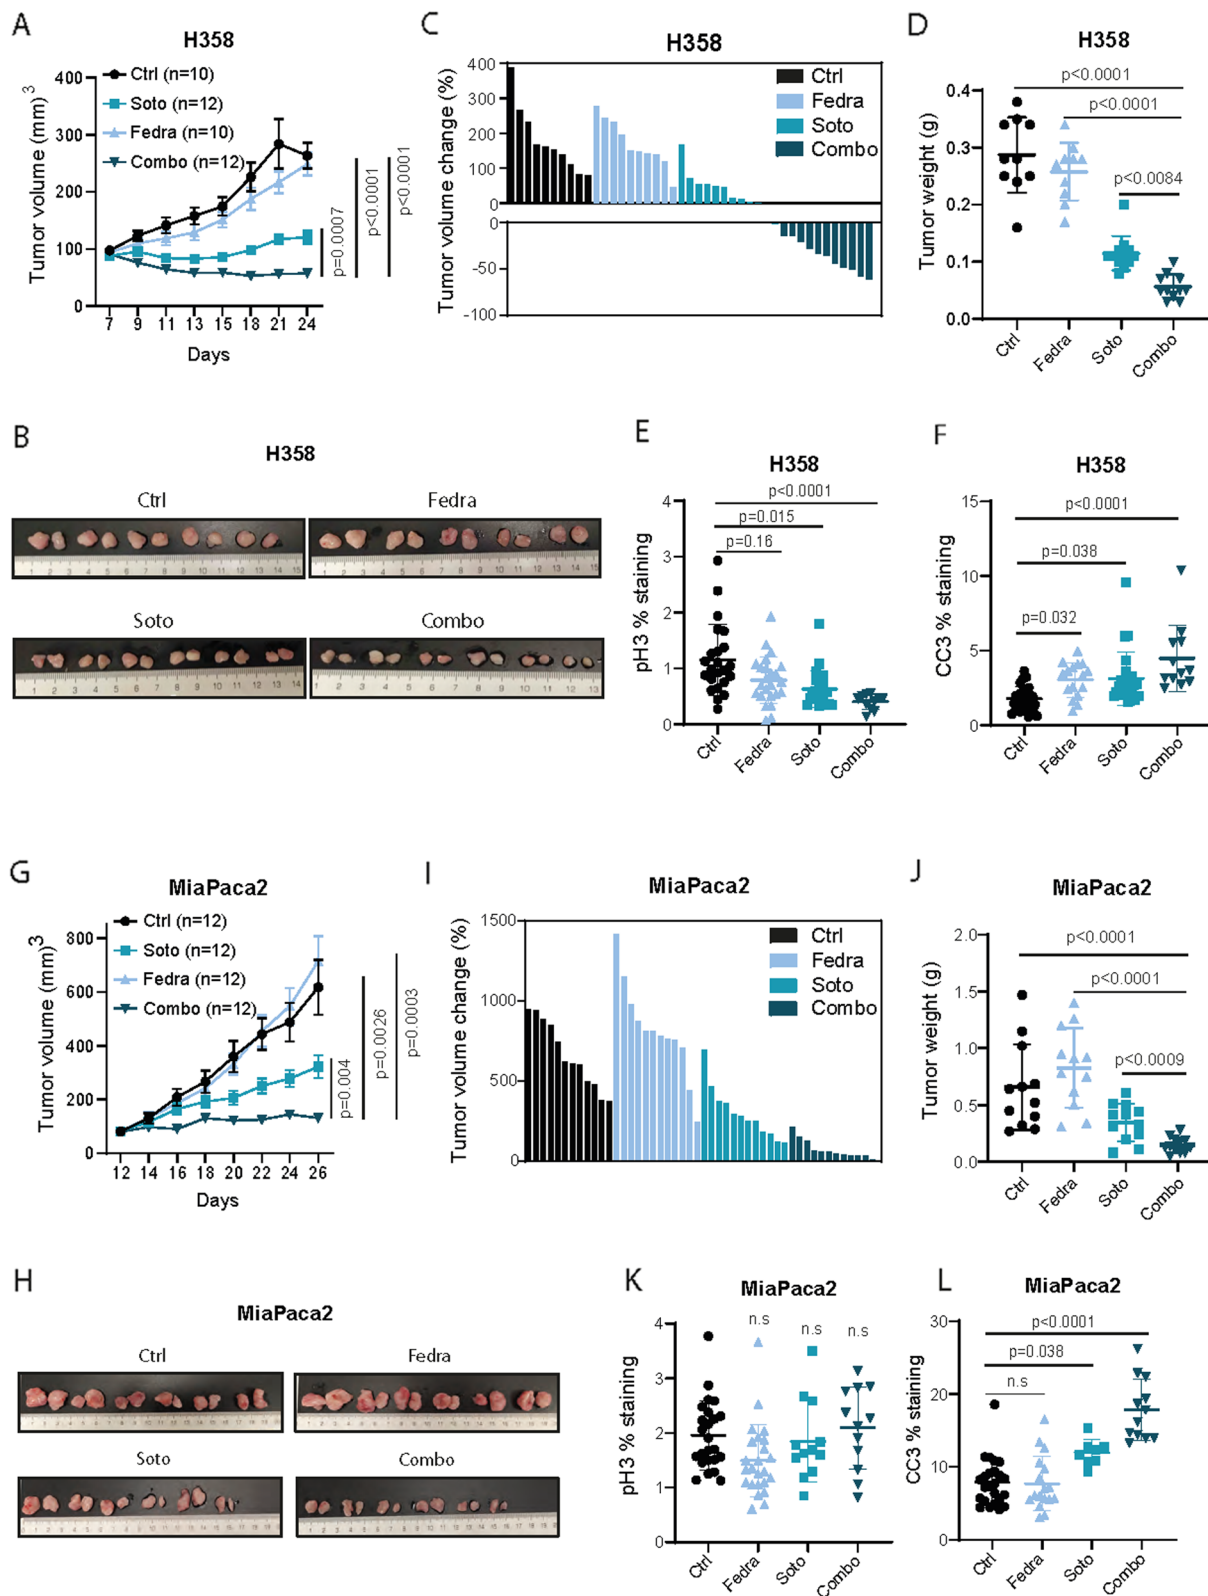 A
H358
Tumor volume (mm)³
400
300
200
100
0
Ctrl (n=10)
Soto (n=12)
Fedra (n=10)
Combo (n=12)
p=0.0007
p<0.0001
p<0.0001
7 9 11 13 15 18 21 24
Days
C
H358
Tumor volume change (%)
400
300
200
100
0
Ctrl
Fedra
Soto
Combo
Tumor volume change (%)
0
-50
-100
D
H358
Tumor weight (g)
0.4
0.3
0.2
0.1
0.0
p<0.0001
p<0.0001
p<0.0084
Ctrl
Fedra
Soto
Combo
B
H358
Ctrl
Fedra
Soto
Combo
E
H358
pH3 % staining
4
3
2
1
0
p<0.0001
p=0.015
p=0.16
Ctrl
Fedra
Soto
Combo
F
H358
CC3 % staining
15
10
5
0
p<0.0001
p=0.038
p=0.032
Ctrl
Fedra
Soto
Combo
G
MiaPaca2
Tumor volume (mm)³
800
600
400
200
0
Ctrl (n=12)
Soto (n=12)
Fedra (n=12)
Combo (n=12)
p=0.004
p=0.0026
p=0.0003
12 14 16 18 20 22 24 26
Days
I
MiaPaca2
Tumor volume change (%)
1500
1000
500
0
Ctrl
Fedra
Soto
Combo
J
MiaPaca2
Tumor weight (g)
2.0
1.5
1.0
0.5
0.0
p<0.0001
p<0.0001
p<0.0009
Ctrl
Fedra
Soto
Combo
H
MiaPaca2
Ctrl
Fedra
Soto
Combo
K
MiaPaca2
pH3 % staining
4
3
2
1
0
n.s
n.s
n.s
Ctrl
Fedra
Soto
Combo
L
MiaPaca2
CC3 % staining
30
20
10
0
p<0.0001
p=0.038
n.s
Ctrl
Fedra
Soto
Combo